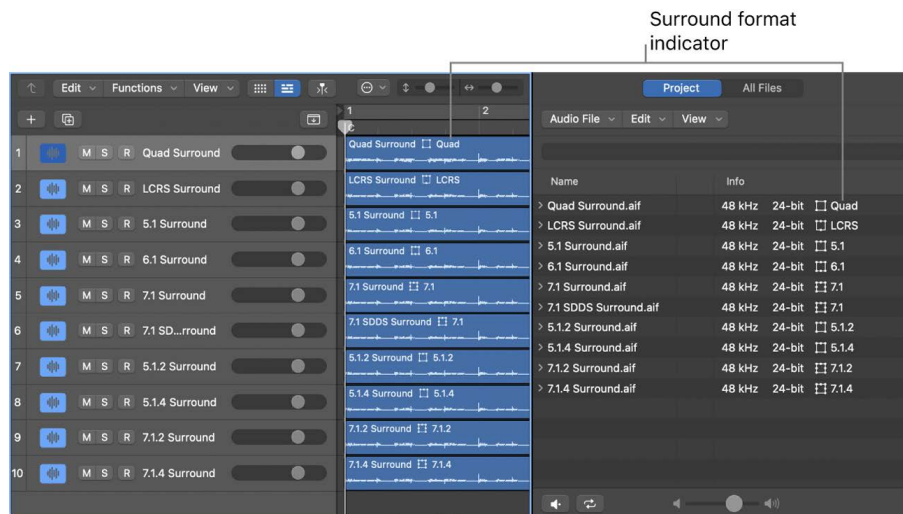 Surround format
indicator
Edit Functions View
Project All Files
1 2
C
Audio File Edit View
Name Info
1 M S R Quad Surround
2 M S R LCRS Surround
3 M S R 5.1 Surround
4 M S R 6.1 Surround
5 M S R 7.1 Surround
6 M S R 7.1 SD...rround
7 M S R 5.1.2 Surround
8 M S R 5.1.4 Surround
9 M S R 7.1.2 Surround
10 M S R 7.1.4 Surround
Quad Surround Quad
LCRS Surround LCRS
5.1 Surround 5.1
6.1 Surround 6.1
7.1 Surround 7.1
7.1 SDDS Surround 7.1
5.1.2 Surround 5.1.2
5.1.4 Surround 5.1.4
7.1.2 Surround 7.1.2
7.1.4 Surround 7.1.4
Quad Surround.aif 48 kHz 24-bit Quad
LCRS Surround.aif 48 kHz 24-bit LCRS
5.1 Surround.aif 48 kHz 24-bit 5.1
6.1 Surround.aif 48 kHz 24-bit 6.1
7.1 Surround.aif 48 kHz 24-bit 7.1
7.1 SDDS Surround.aif 48 kHz 24-bit 7.1
5.1.2 Surround.aif 48 kHz 24-bit 5.1.2
5.1.4 Surround.aif 48 kHz 24-bit 5.1.4
7.1.2 Surround.aif 48 kHz 24-bit 7.1.2
7.1.4 Surround.aif 48 kHz 24-bit 7.1.4